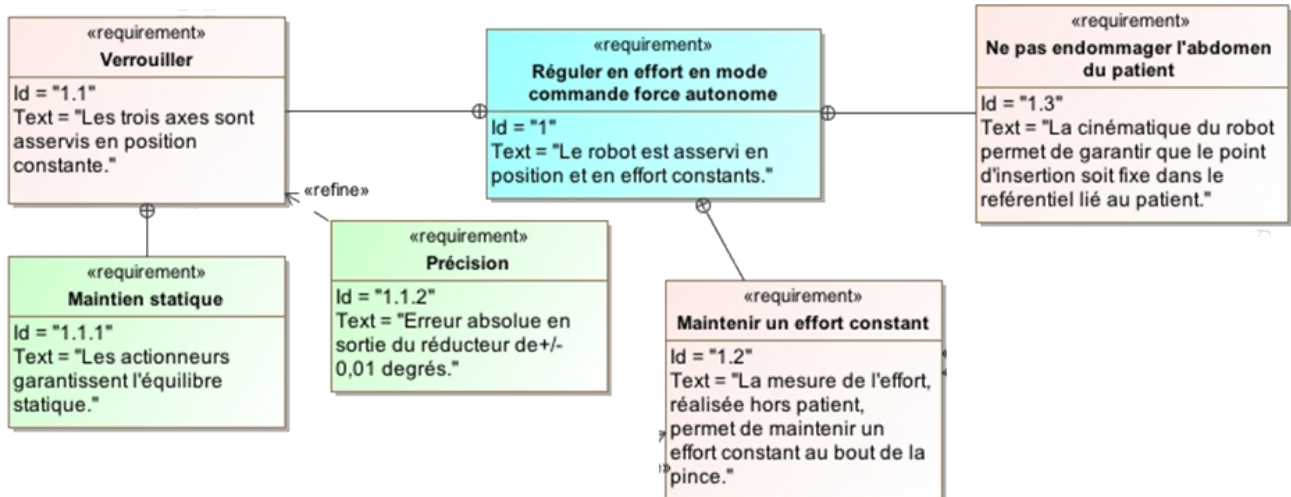 «requirement»
Verrouiller
Id = "1.1"
Text = "Les trois axes sont
asservis en position
constante."
«requirement»
Réguler en effort en mode
commande force autonome
Id = "1"
Text = "Le robot est asservi en
position et en effort constants."
«requirement»
Ne pas endommager l'abdomen
du patient
Id = "1.3"
Text = "La cinématique du robot
permet de garantir que le point
d'insertion soit fixe dans le
reférentiel lié au patient."
«refine»
«requirement»
Maintien statique
Id = "1.1.1"
Text = "Les actionneurs
garantissent l'équilibre
statique."
«requirement»
Précision
Id = "1.1.2"
Text = "Erreur absolue en
sortie du réducteur de+/-
0,01 degrés."
«requirement»
Maintenir un effort constant
Id = "1.2"
Text = "La mesure de l'effort,
réalisée hors patient,
permet de maintenir un
effort constant au bout de la
pince."